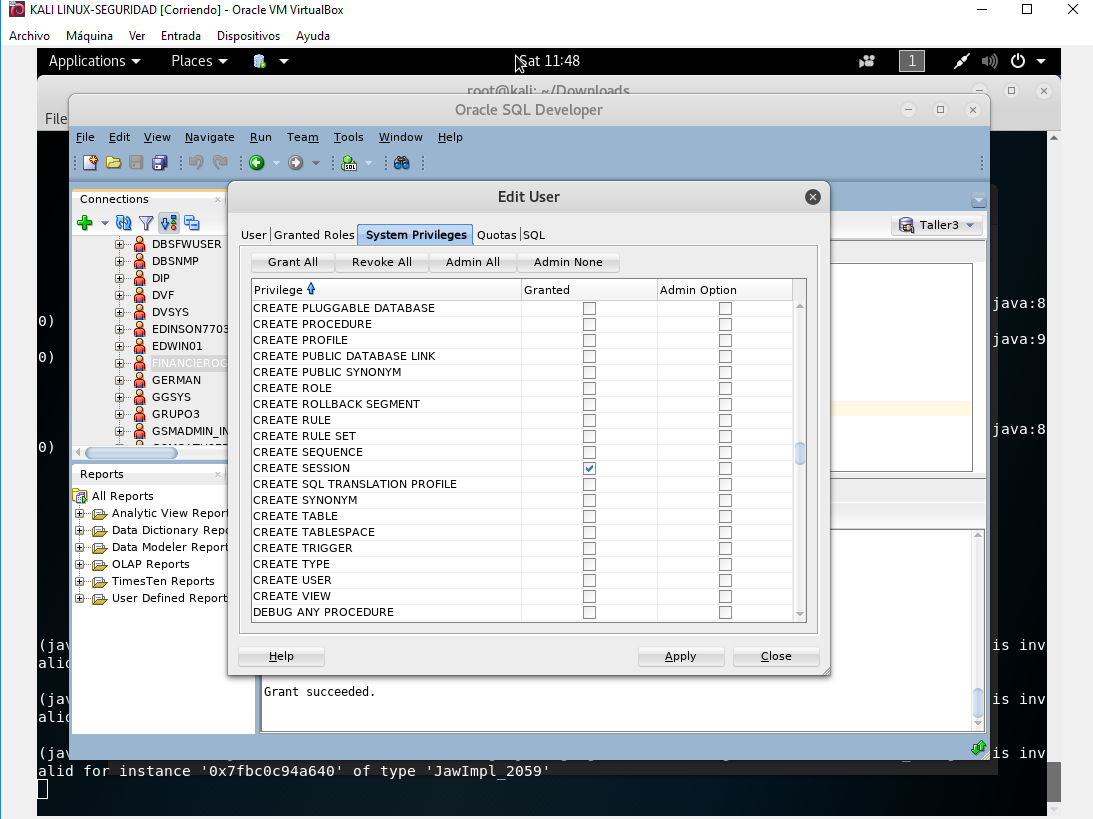 KALI LINUX-SEGURIDAD [Corriendo] - Oracle VM VirtualBox
Archivo Máquina Ver Entrada Dispositivos Ayuda
Applications Places Sat 11:48 1
root@kali: ~/Downloads
File
Oracle SQL Developer
File Edit View Navigate Run Team Tools Window Help
SQL
Connections
DBSFWUSER
DBSNMP
DIP
DVF
DVSYS
EDINSON7703
EDWIN01
FINANCIEROG
GERMAN
GGSYS
GRUPO3
GSMADMIN_IN
Reports
All Reports
Analytic View Report
Data Dictionary Repo
Data Modeler Report
OLAP Reports
TimesTen Reports
User Defined Report
Edit User
User Granted Roles System Privileges Quotas SQL
Grant All Revoke All Admin All Admin None
Privilege Granted Admin Option
CREATE PLUGGABLE DATABASE
CREATE PROCEDURE
CREATE PROFILE
CREATE PUBLIC DATABASE LINK
CREATE PUBLIC SYNONYM
CREATE ROLE
CREATE ROLLBACK SEGMENT
CREATE RULE
CREATE RULE SET
CREATE SEQUENCE
CREATE SESSION
CREATE SQL TRANSLATION PROFILE
CREATE SYNONYM
CREATE TABLE
CREATE TABLESPACE
CREATE TRIGGER
CREATE TYPE
CREATE USER
CREATE VIEW
DEBUG ANY PROCEDURE
Help Apply Close
Taller3
Grant succeeded.
java:8
0)
java:9
0)
java:8
0)
(jav is inv
alid
(jav is inv
alid
(jav is inv
alid for instance '0x7fbc0c94a640' of type 'JawImpl_2059'